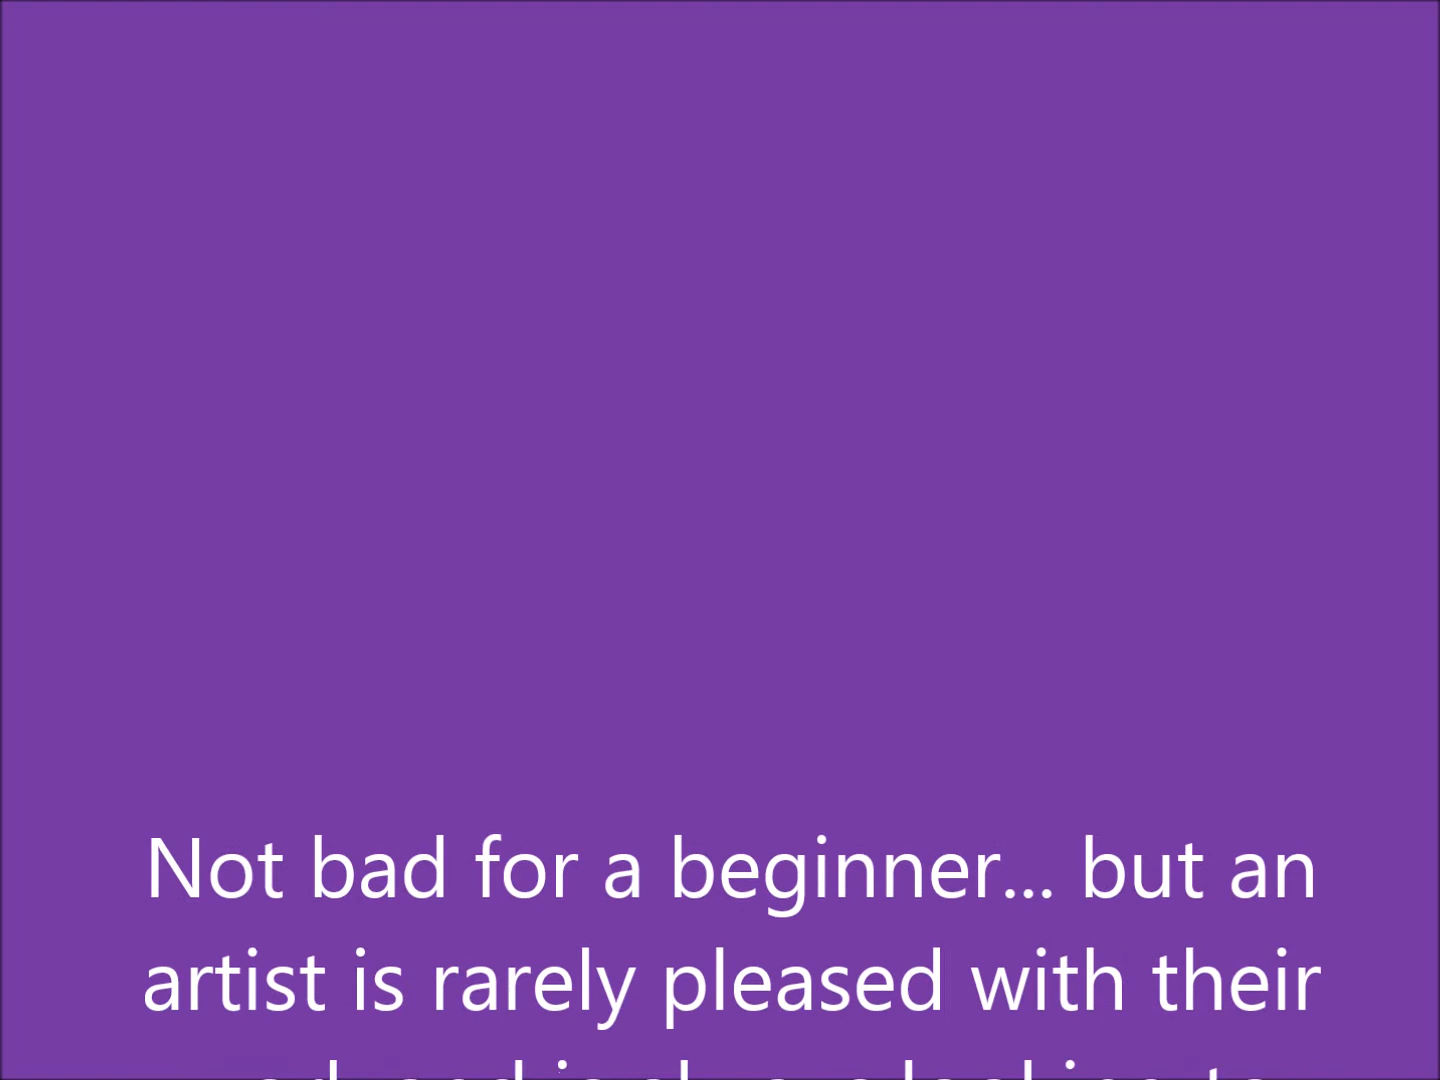 Not bad for a beginner... but an
artist is rarely pleased with their